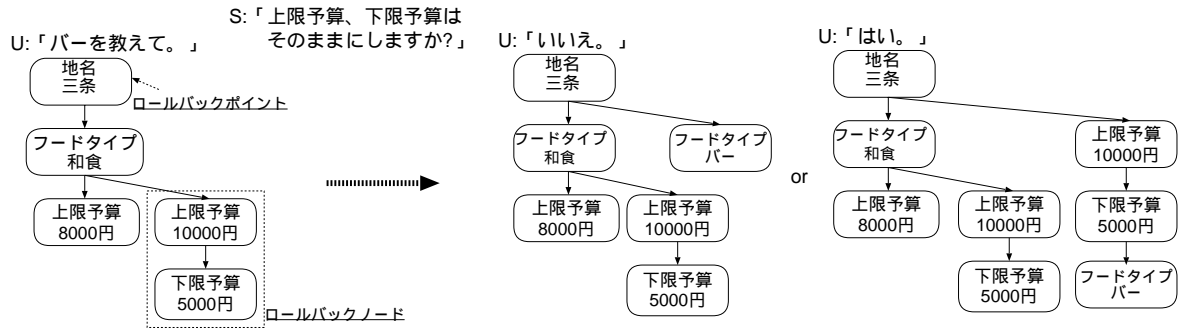 S:「 上限予算、下限予算は
そのままにしますか?」
U:「バーを教えて。 」
地名
三条
ロールバックポイント
フードタイプ
和食
上限予算
8000円
上限予算
10000円
下限予算
5000円
ロールバックノード
U:「いいえ。 」
地名
三条
フードタイプ
和食
フードタイプ
バー
上限予算
8000円
上限予算
10000円
下限予算
5000円
or
U:「 はい。 」
地名
三条
フードタイプ
和食
上限予算
10000円
上限予算
8000円
上限予算
10000円
下限予算
5000円
下限予算
5000円
フードタイプ
バー